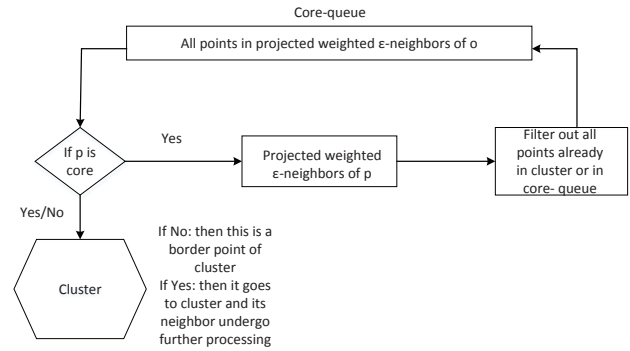 Core-queue
All points in projected weighted ε-neighbors of o
If p is
core
Yes
Projected weighted
ε-neighbors of p
Filter out all
points already
in cluster or in
core- queue
Yes/No
Cluster
If No: then this is a
border point of
cluster
If Yes: then it goes
to cluster and its
neighbor undergo
further processing